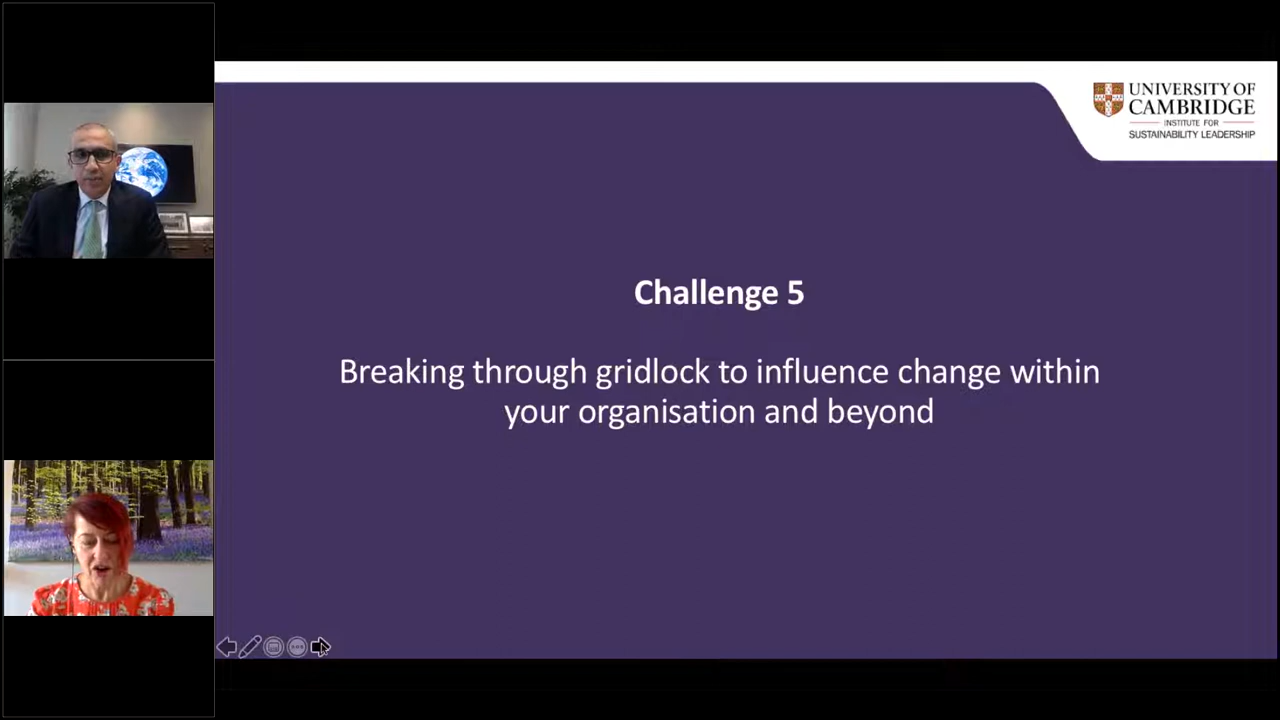 UNIVERSITY OF
CAMBRIDGE
INSTITUTE FOR
SUSTAINABILITY LEADERSHIP
Challenge 5
Breaking through gridlock to influence change within
your organisation and beyond